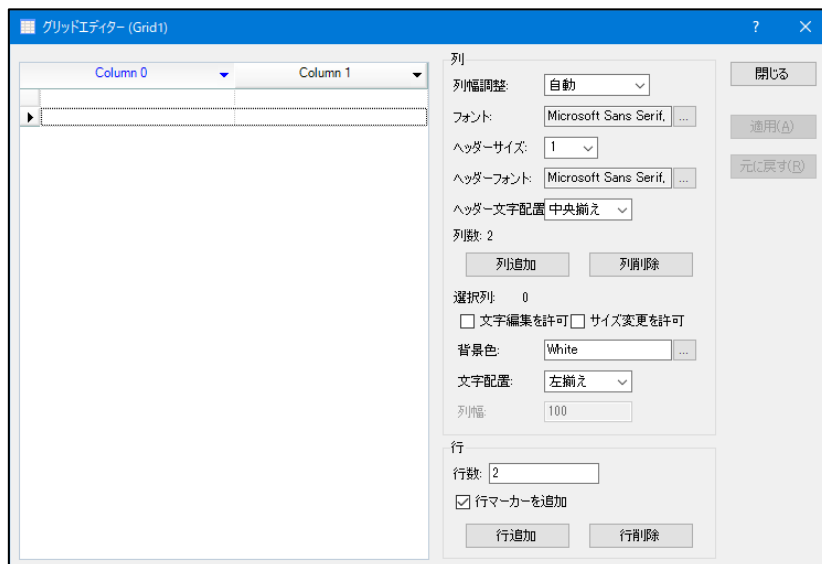 グリッドエディター (Grid1)
? ×
Column 0 Column 1
列
列幅調整: 自動
フォント: Microsoft Sans Serif, ...
ヘッダーサイズ: 1
ヘッダーフォント: Microsoft Sans Serif, ...
ヘッダー文字配置 中央揃え
列数: 2
列追加 列削除
選択列: 0
文字編集を許可 サイズ変更を許可
背景色: White ...
文字配置: 左揃え
列幅: 100
行
行数: 2
行マーカーを追加
行追加 行削除
閉じる
適用(A)
元に戻す(R)